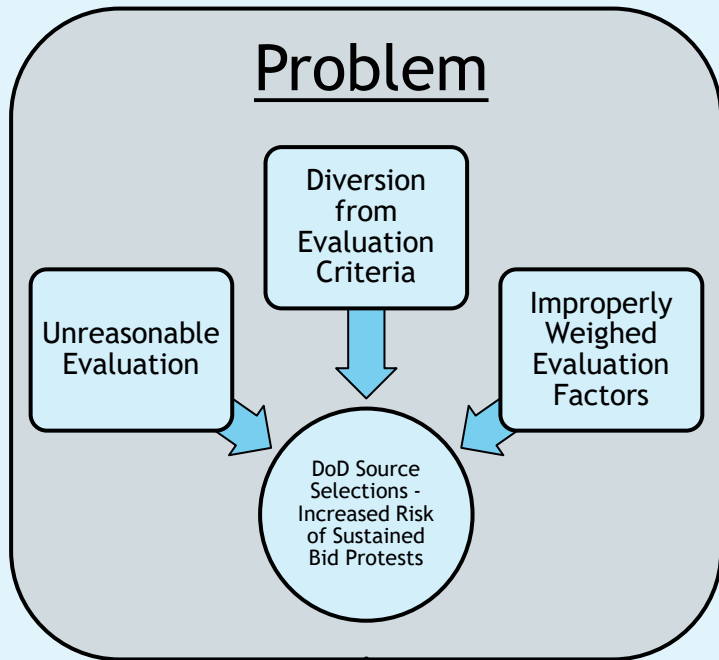 Problem
Diversion
from
Evaluation
Criteria
Unreasonable
Evaluation
Improperly
Weighed
Evaluation
Factors
DoD Source
Selections -
Increased Risk
of Sustained
Bid Protests